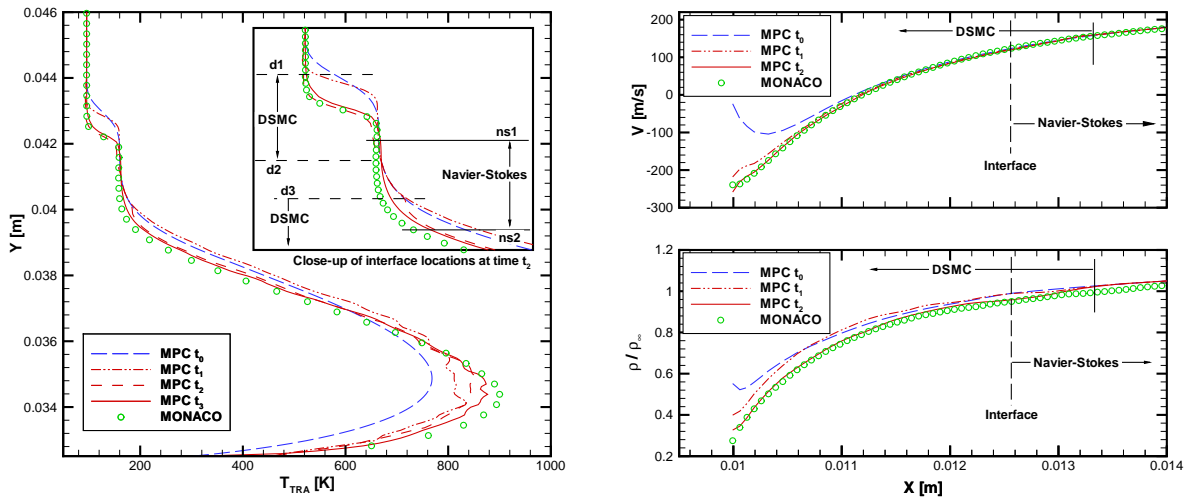 0.046
0.044
0.042
0.04
0.038
0.036
0.034
Y [m]
200
400
600
800
1000
T_TRA [K]
MPC t₀
MPC t₁
MPC t₂
MPC t₃
MONACO
d1
DSMC
d2
d3
DSMC
ns1
Navier-Stokes
ns2
Close-up of interface locations at time t₂
200
100
0
-100
-200
-300
V [m/s]
MPC t₀
MPC t₁
MPC t₂
MONACO
DSMC
Navier-Stokes
Interface
1.2
1
0.8
0.6
0.4
0.2
ρ / ρ∞
MPC t₀
MPC t₁
MPC t₂
MONACO
DSMC
Navier-Stokes
Interface
0.01
0.011
0.012
0.013
0.014
X [m]